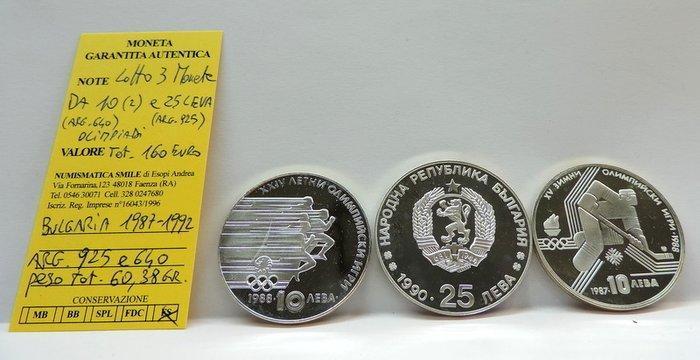 MONETA
GARANTITA AUTENTICA
NOTE Lotto 3 Monete
DA 10 (2) e 25 LEVA
(ARG. 640) (ARG. 925)
OLIMPIADI
VALORE Tot. 160 EURO
NUMISMATICA SMILE di Esopi Andrea
Via Fornarina,123 48018 Faenza (RA)
Tel. 0546 30071 Cell. 328 0247680
Iscriz. Reg. Imprese n°16043/1996
BULGARIA 1987-1992
ARG. 925 e 640
peso tot. 60,38 GR.
CONSERVAZIONE
MB BB SPL FDC FS
XXIV ЛЕТНИ ОЛИМПИЙСКИ ИГРИ
1988 · 10 ЛЕВА
НАРОДНА РЕПУБЛИКА БЪЛГАРИЯ
1990 · 25 ЛЕВА
XV ЗИМНИ ОЛИМПИЙСКИ ИГРИ · 1988
1987 · 10 ЛЕВА